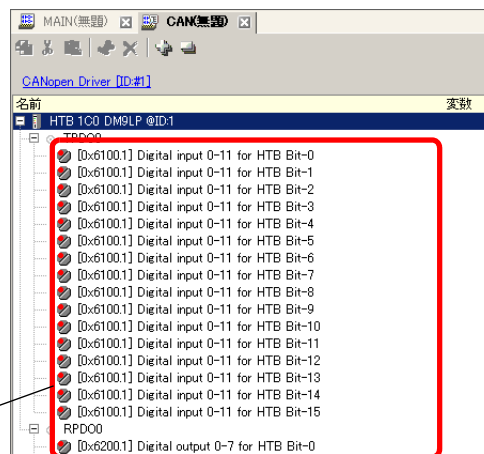 MAIN(無題) CAN(無題)
CANopen Driver [ID:#1]
名前 変数
HTB 1C0 DM9LP @ID:1
TPDO0
[0x6100.1] Digital input 0-11 for HTB Bit-0
[0x6100.1] Digital input 0-11 for HTB Bit-1
[0x6100.1] Digital input 0-11 for HTB Bit-2
[0x6100.1] Digital input 0-11 for HTB Bit-3
[0x6100.1] Digital input 0-11 for HTB Bit-4
[0x6100.1] Digital input 0-11 for HTB Bit-5
[0x6100.1] Digital input 0-11 for HTB Bit-6
[0x6100.1] Digital input 0-11 for HTB Bit-7
[0x6100.1] Digital input 0-11 for HTB Bit-8
[0x6100.1] Digital input 0-11 for HTB Bit-9
[0x6100.1] Digital input 0-11 for HTB Bit-10
[0x6100.1] Digital input 0-11 for HTB Bit-11
[0x6100.1] Digital input 0-11 for HTB Bit-12
[0x6100.1] Digital input 0-11 for HTB Bit-13
[0x6100.1] Digital input 0-11 for HTB Bit-14
[0x6100.1] Digital input 0-11 for HTB Bit-15
RPDO0
[0x6200.1] Digital output 0-7 for HTB Bit-0